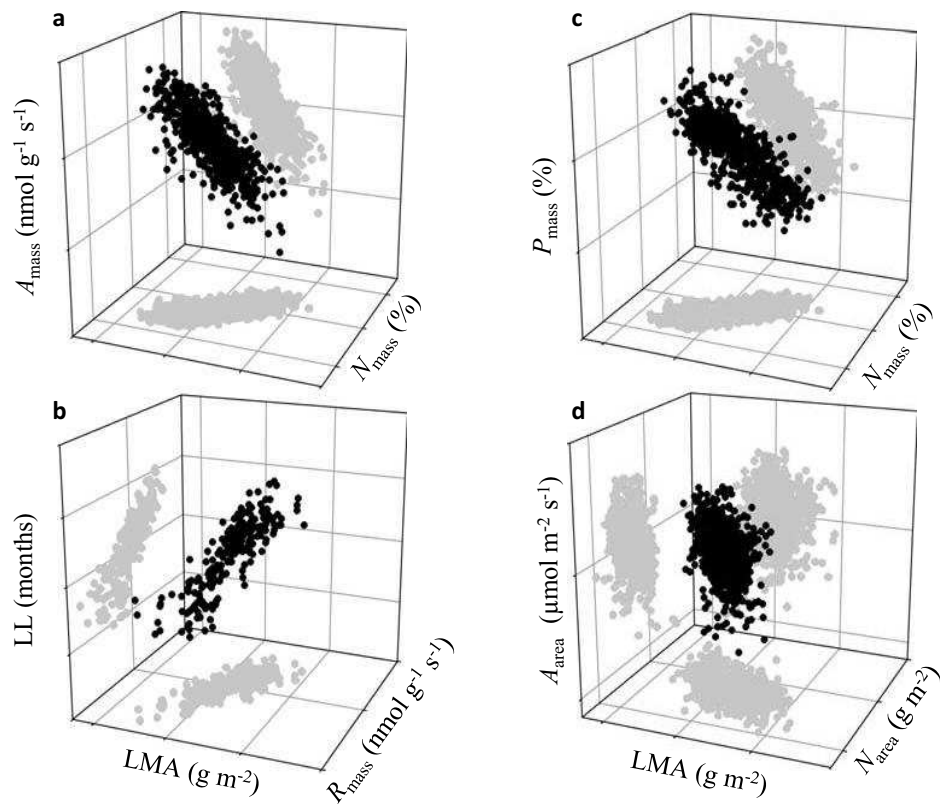 a
A_mass (nmol g⁻¹ s⁻¹)
N_mass (%)
c
P_mass (%)
N_mass (%)
b
LL (months)
LMA (g m⁻²)
R_mass (nmol g⁻¹ s⁻¹)
d
A_area (μmol m⁻² s⁻¹)
LMA (g m⁻²)
N_area (g m⁻²)